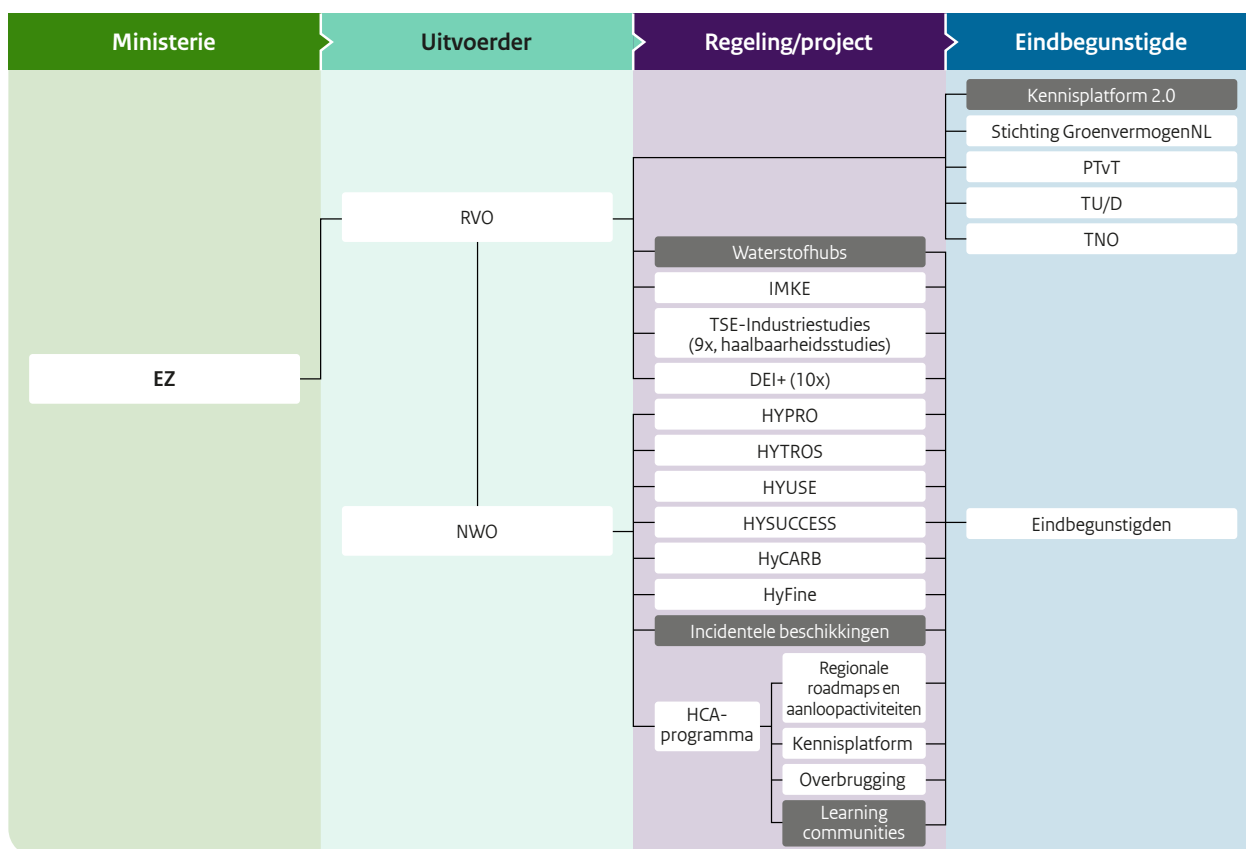 Ministerie
Uitvoerder
Regeling/project
Eindbegunstigde
EZ
RVO
NWO
Waterstofhubs
IMKE
TSE-Industriestudies
(9x, haalbaarheidsstudies)
DEI+ (10x)
HYPRO
HYTROS
HYUSE
HYSUCCESS
HyCARB
HyFine
Incidentele beschikkingen
HCA-
programma
Regionale
roadmaps en
aanloopactiviteiten
Kennisplatform
Overbrugging
Learning
communities
Kennisplatform 2.0
Stichting GroenvermogenNL
PTvT
TU/D
TNO
Eindbegunstigden